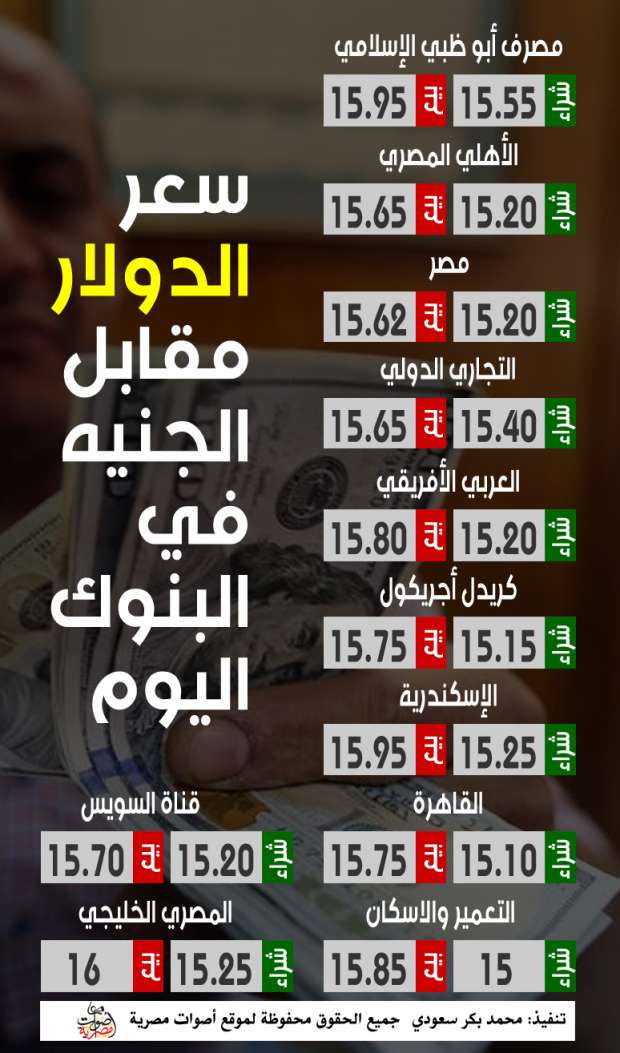 سعر
الدولار
مقابل
الجنيه
في
البنوك
اليوم
مصرف أبو ظبي الإسلامي
شراء 15.55 بيع 15.95
الأهلي المصري
شراء 15.20 بيع 15.65
مصر
شراء 15.20 بيع 15.62
التجاري الدولي
شراء 15.40 بيع 15.65
العربي الأفريقي
شراء 15.20 بيع 15.80
كريدل أجريكول
شراء 15.15 بيع 15.75
الإسكندرية
شراء 15.25 بيع 15.95
القاهرة
شراء 15.10 بيع 15.75
قناة السويس
شراء 15.20 بيع 15.70
التعمير والاسكان
شراء 15 بيع 15.85
المصري الخليجي
شراء 15.25 بيع 16
تنفيذ: محمد بكر سعودي جميع الحقوق محفوظة لموقع أصوات مصرية
أصوات مصرية